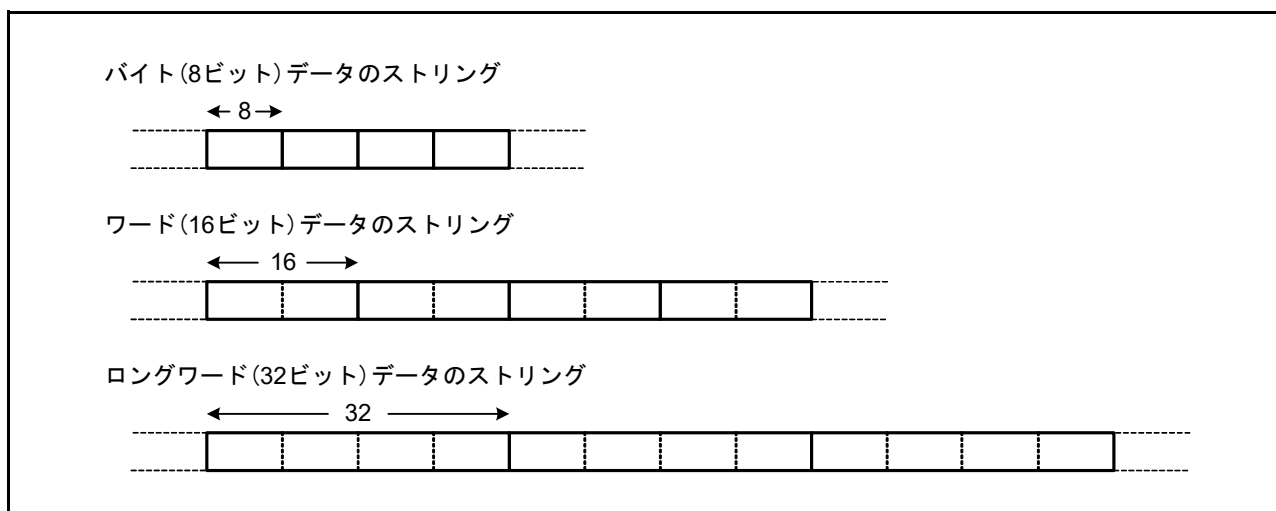 バイト(8ビット)データのストリング
8
ワード(16ビット)データのストリング
16
ロングワード(32ビット)データのストリング
32